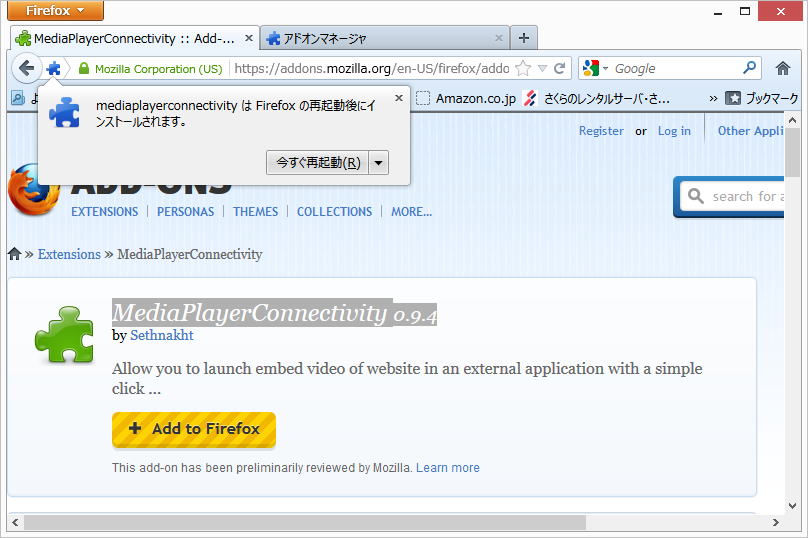 Firefox
MediaPlayerConnectivity :: Add-...
アドオンマネージャ
Mozilla Corporation (US)
https://addons.mozilla.org/en-US/firefox/addo
Google
Amazon.co.jp
さくらのレンタルサーバ・さ...
»
ブックマーク
mediaplayerconnectivity は Firefox の再起動後にイ
ンストールされます。
今すぐ再起動(R)
Register or Log in
Other Appli
ADD-ONS
EXTENSIONS
PERSONAS
THEMES
COLLECTIONS
MORE...
search for a
» Extensions » MediaPlayerConnectivity
MediaPlayerConnectivity 0.9.4
by Sethnakht
Allow you to launch embed video of website in an external application with a simple
click ...
+ Add to Firefox
This add-on has been preliminarily reviewed by Mozilla. Learn more